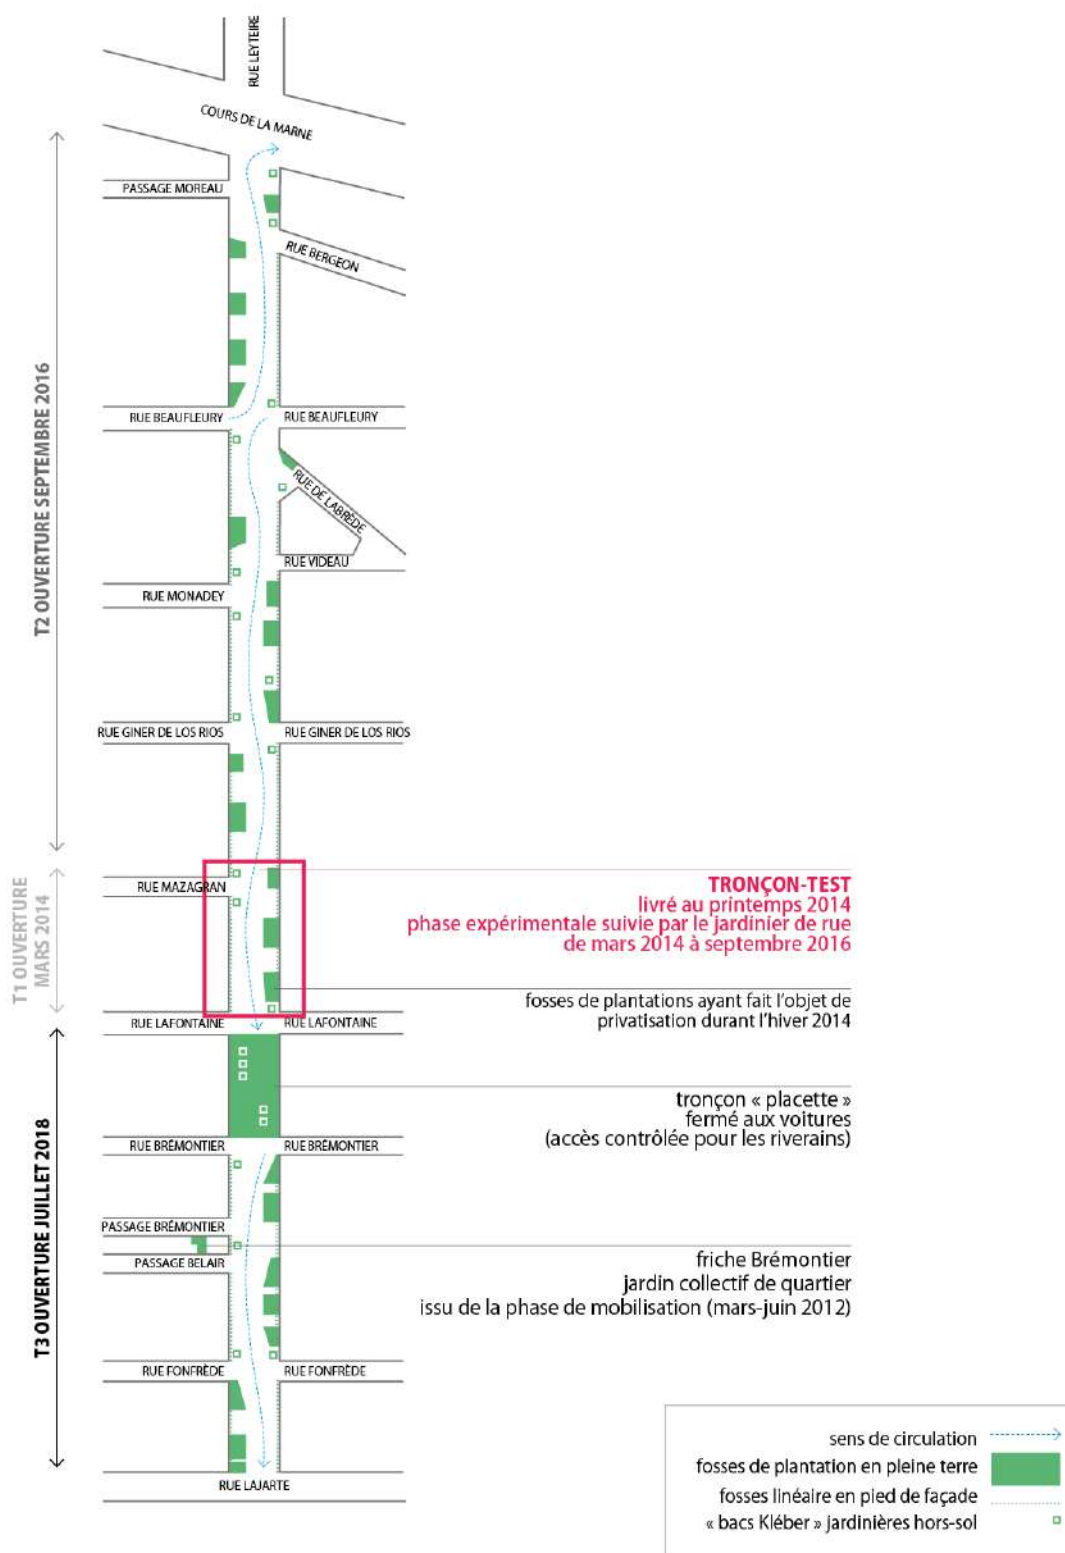 RUE LEYTEIRE
COURS DE LA MARNE
PASSAGE MOREAU
RUE BERGEON
RUE BEAUFLEURY
RUE BEAUFLEURY
RUE DE LABRÈDE
RUE VIDEAU
RUE MONADEY
T2 OUVERTURE SEPTEMBRE 2016
RUE GINER DE LOS RIOS
RUE GINER DE LOS RIOS
T1 OUVERTURE
MARS 2014
RUE MAZAGRAN
TRONÇON-TEST
livré au printemps 2014
phase expérimentale suivie par le jardinier de rue
de mars 2014 à septembre 2016
fosses de plantations ayant fait l'objet de
privatisation durant l'hiver 2014
RUE LAFONTAINE
RUE LAFONTAINE
tronçon « placette »
fermé aux voitures
(accès contrôlée pour les riverains)
RUE BRÉMONTIER
RUE BRÉMONTIER
T3 OUVERTURE JUILLET 2018
PASSAGE BRÉMONTIER
PASSAGE BELAIR
friche Brémontier
jardin collectif de quartier
issu de la phase de mobilisation (mars-juin 2012)
RUE FONFRÈDE
RUE FONFRÈDE
RUE LAJARTE
sens de circulation
fosses de plantation en pleine terre
fosses linéaire en pied de façade
« bacs Kléber » jardinières hors-sol